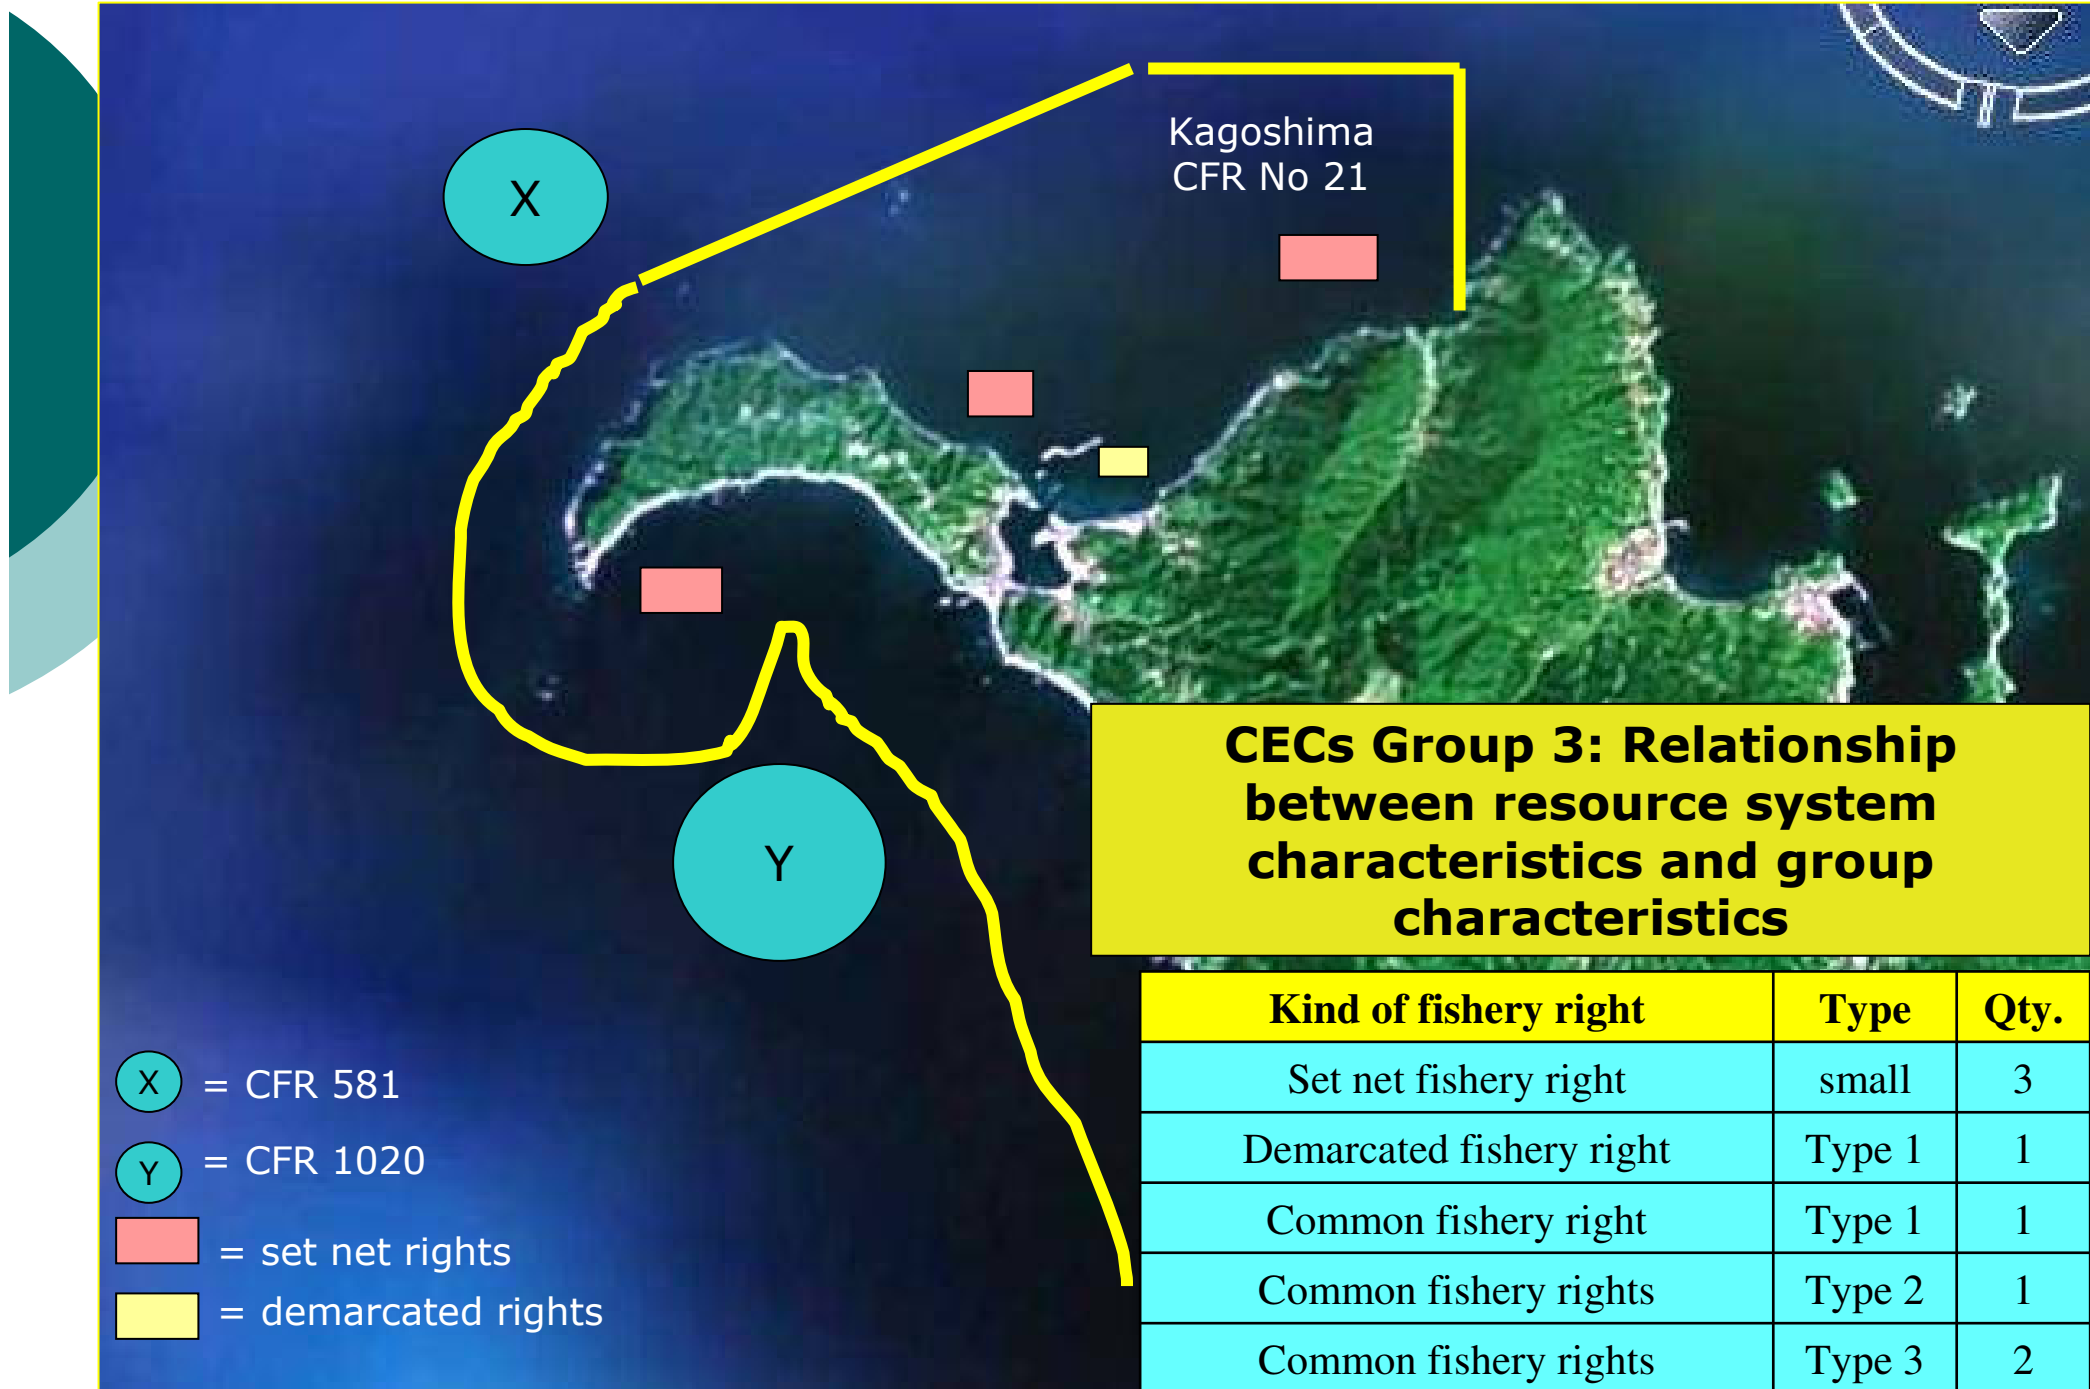 X
Kagoshima
CFR No 21
Y
CECs Group 3: Relationship
between resource system
characteristics and group
characteristics
Kind of fishery right Type Qty.
Set net fishery right small 3
Demarcated fishery right Type 1 1
Common fishery right Type 1 1
Common fishery rights Type 2 1
Common fishery rights Type 3 2
X = CFR 581
Y = CFR 1020
= set net rights
= demarcated rights